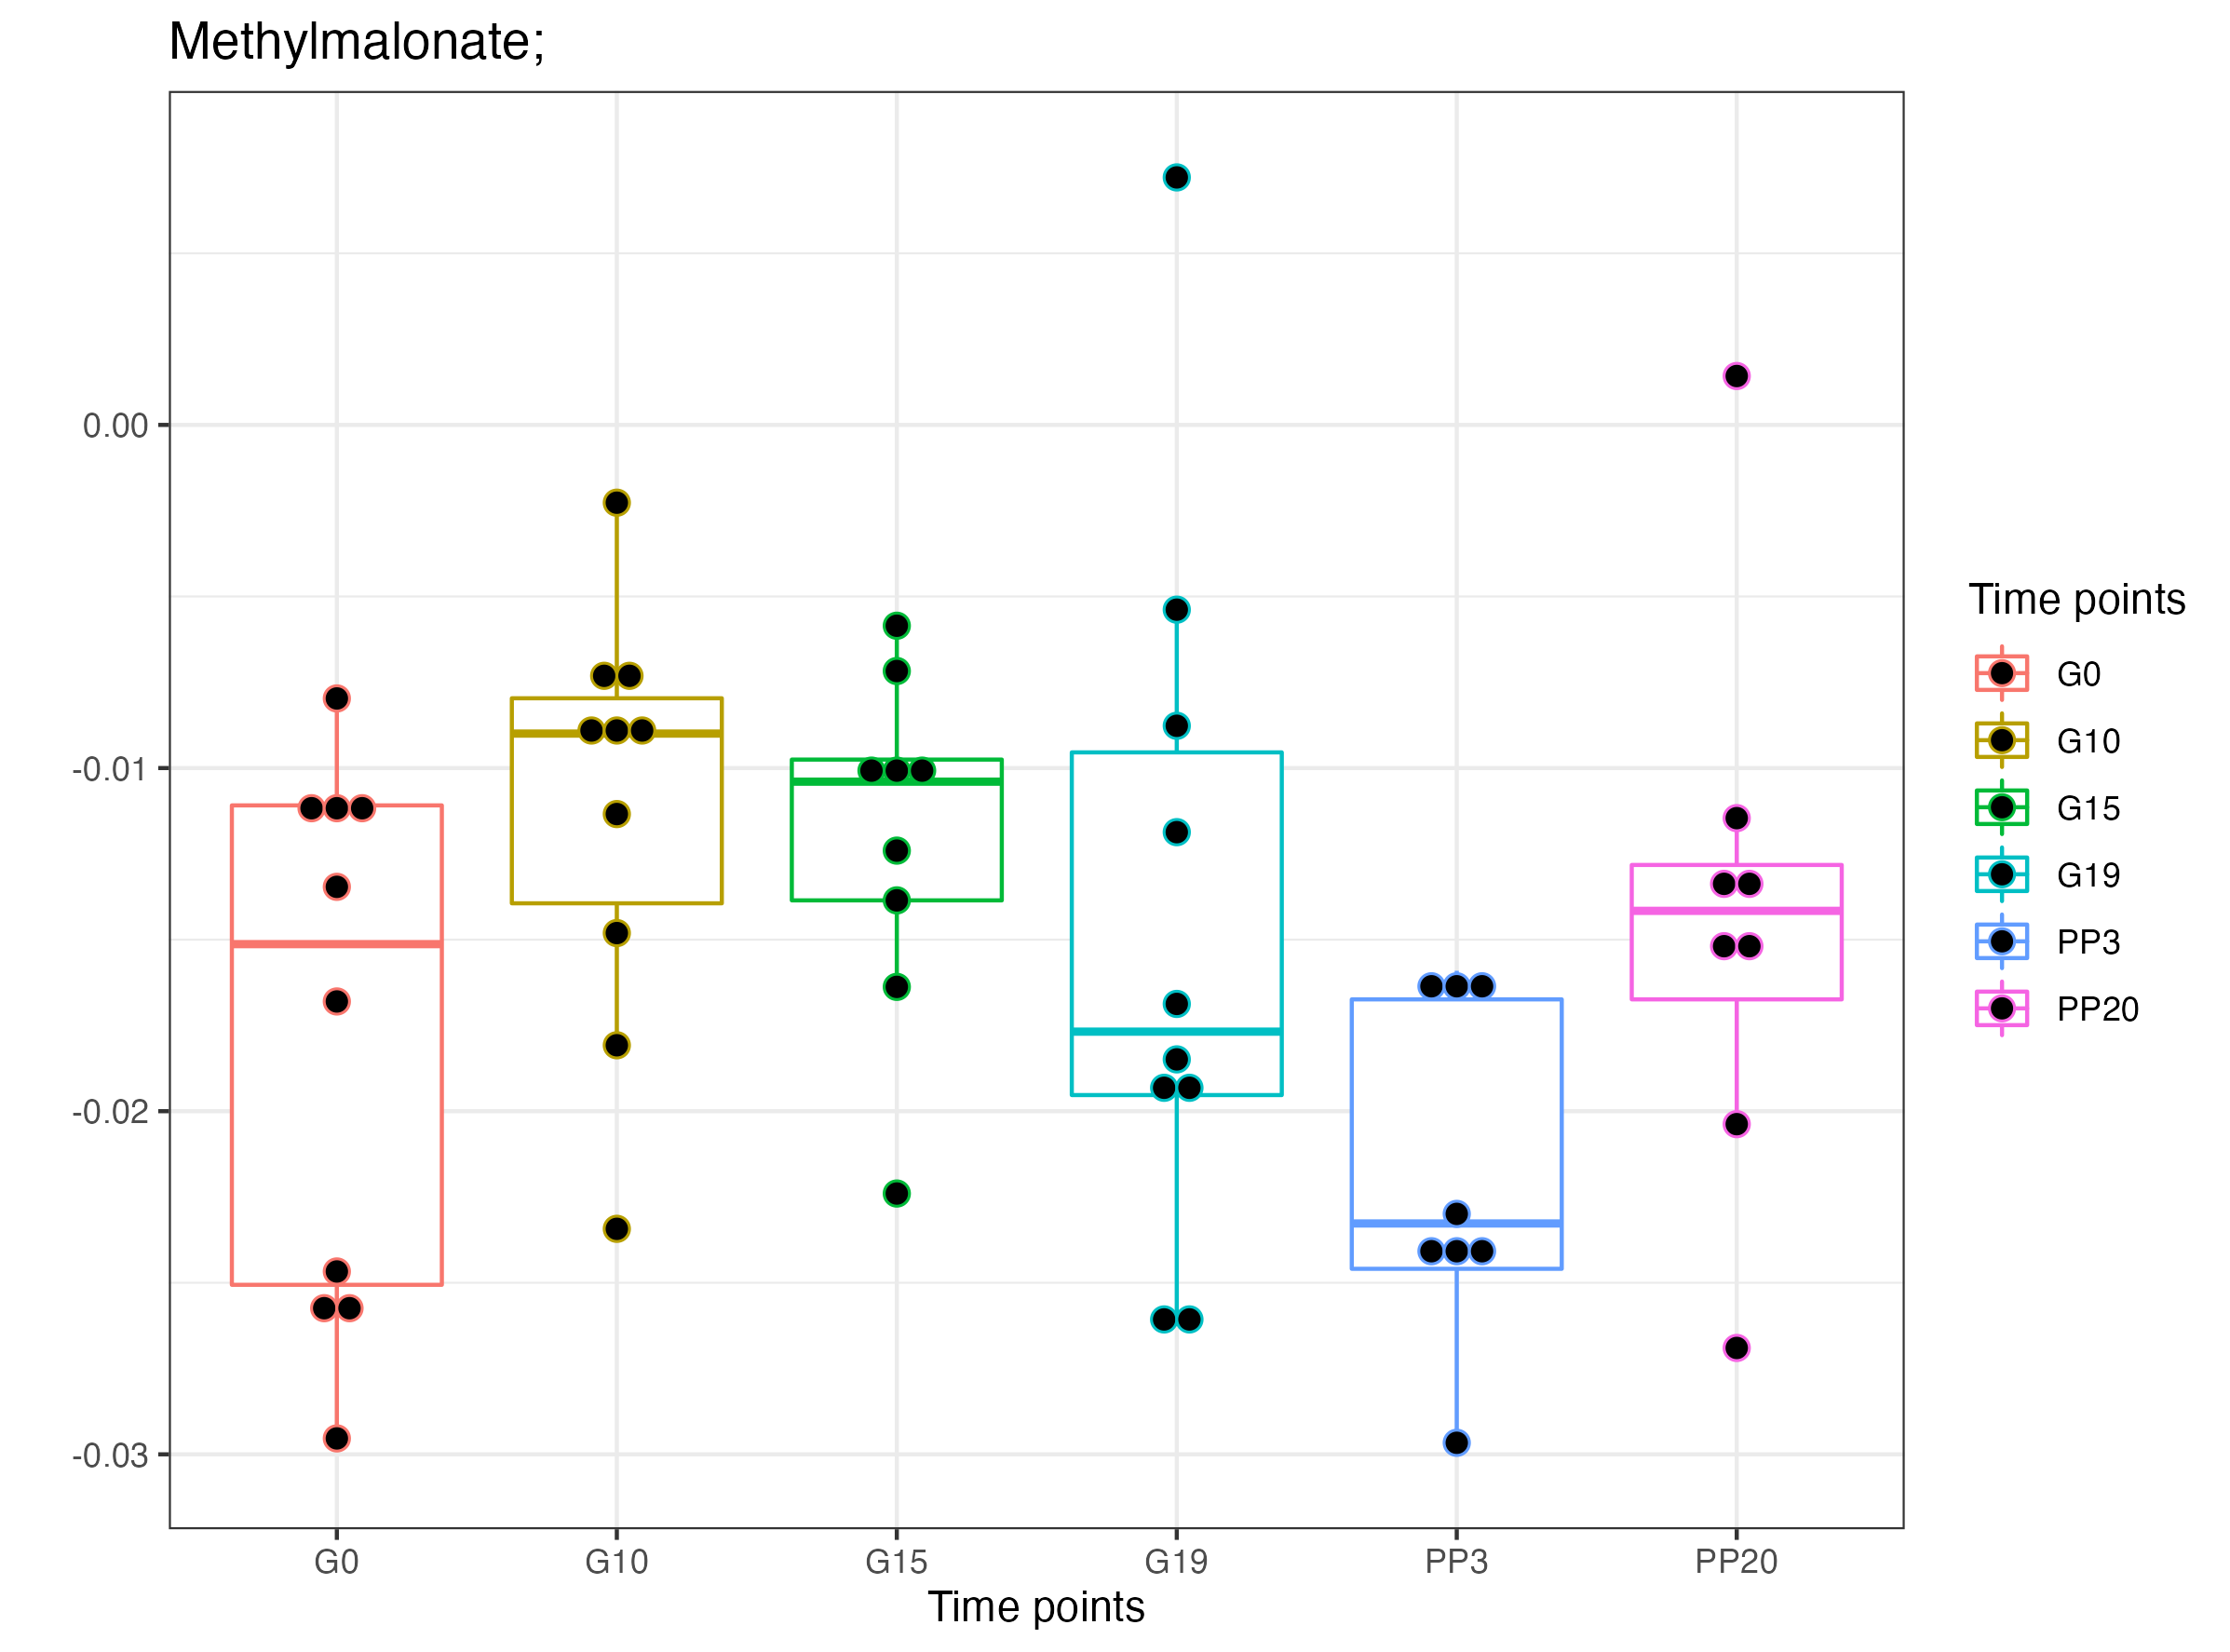 Methylmalonate;
0.00
-0.01
-0.02
-0.03
G0 G10 G15 G19 PP3 PP20
Time points
Time points
G0
G10
G15
G19
PP3
PP20